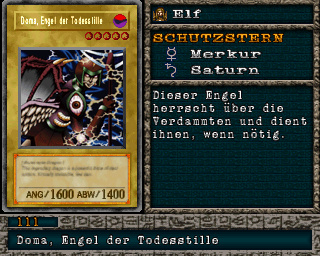 Doma, Engel der Todesstille
ANG/1600 ABW/1400
Elf
SCHUTZSTERN
Merkur
Saturn
Dieser Engel
herrscht über die
Verdammten und dient
ihnen, wenn nötig.
111
Doma, Engel der Todesstille